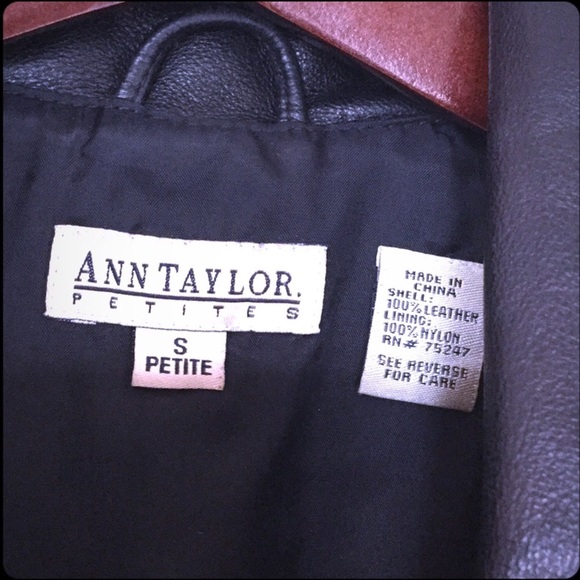 ANN TAYLOR.
PETITES
S
PETITE
MADE IN
CHINA
SHELL:
100% LEATHER
LINING:
100% NYLON
RN# 75247
SEE REVERSE
FOR CARE